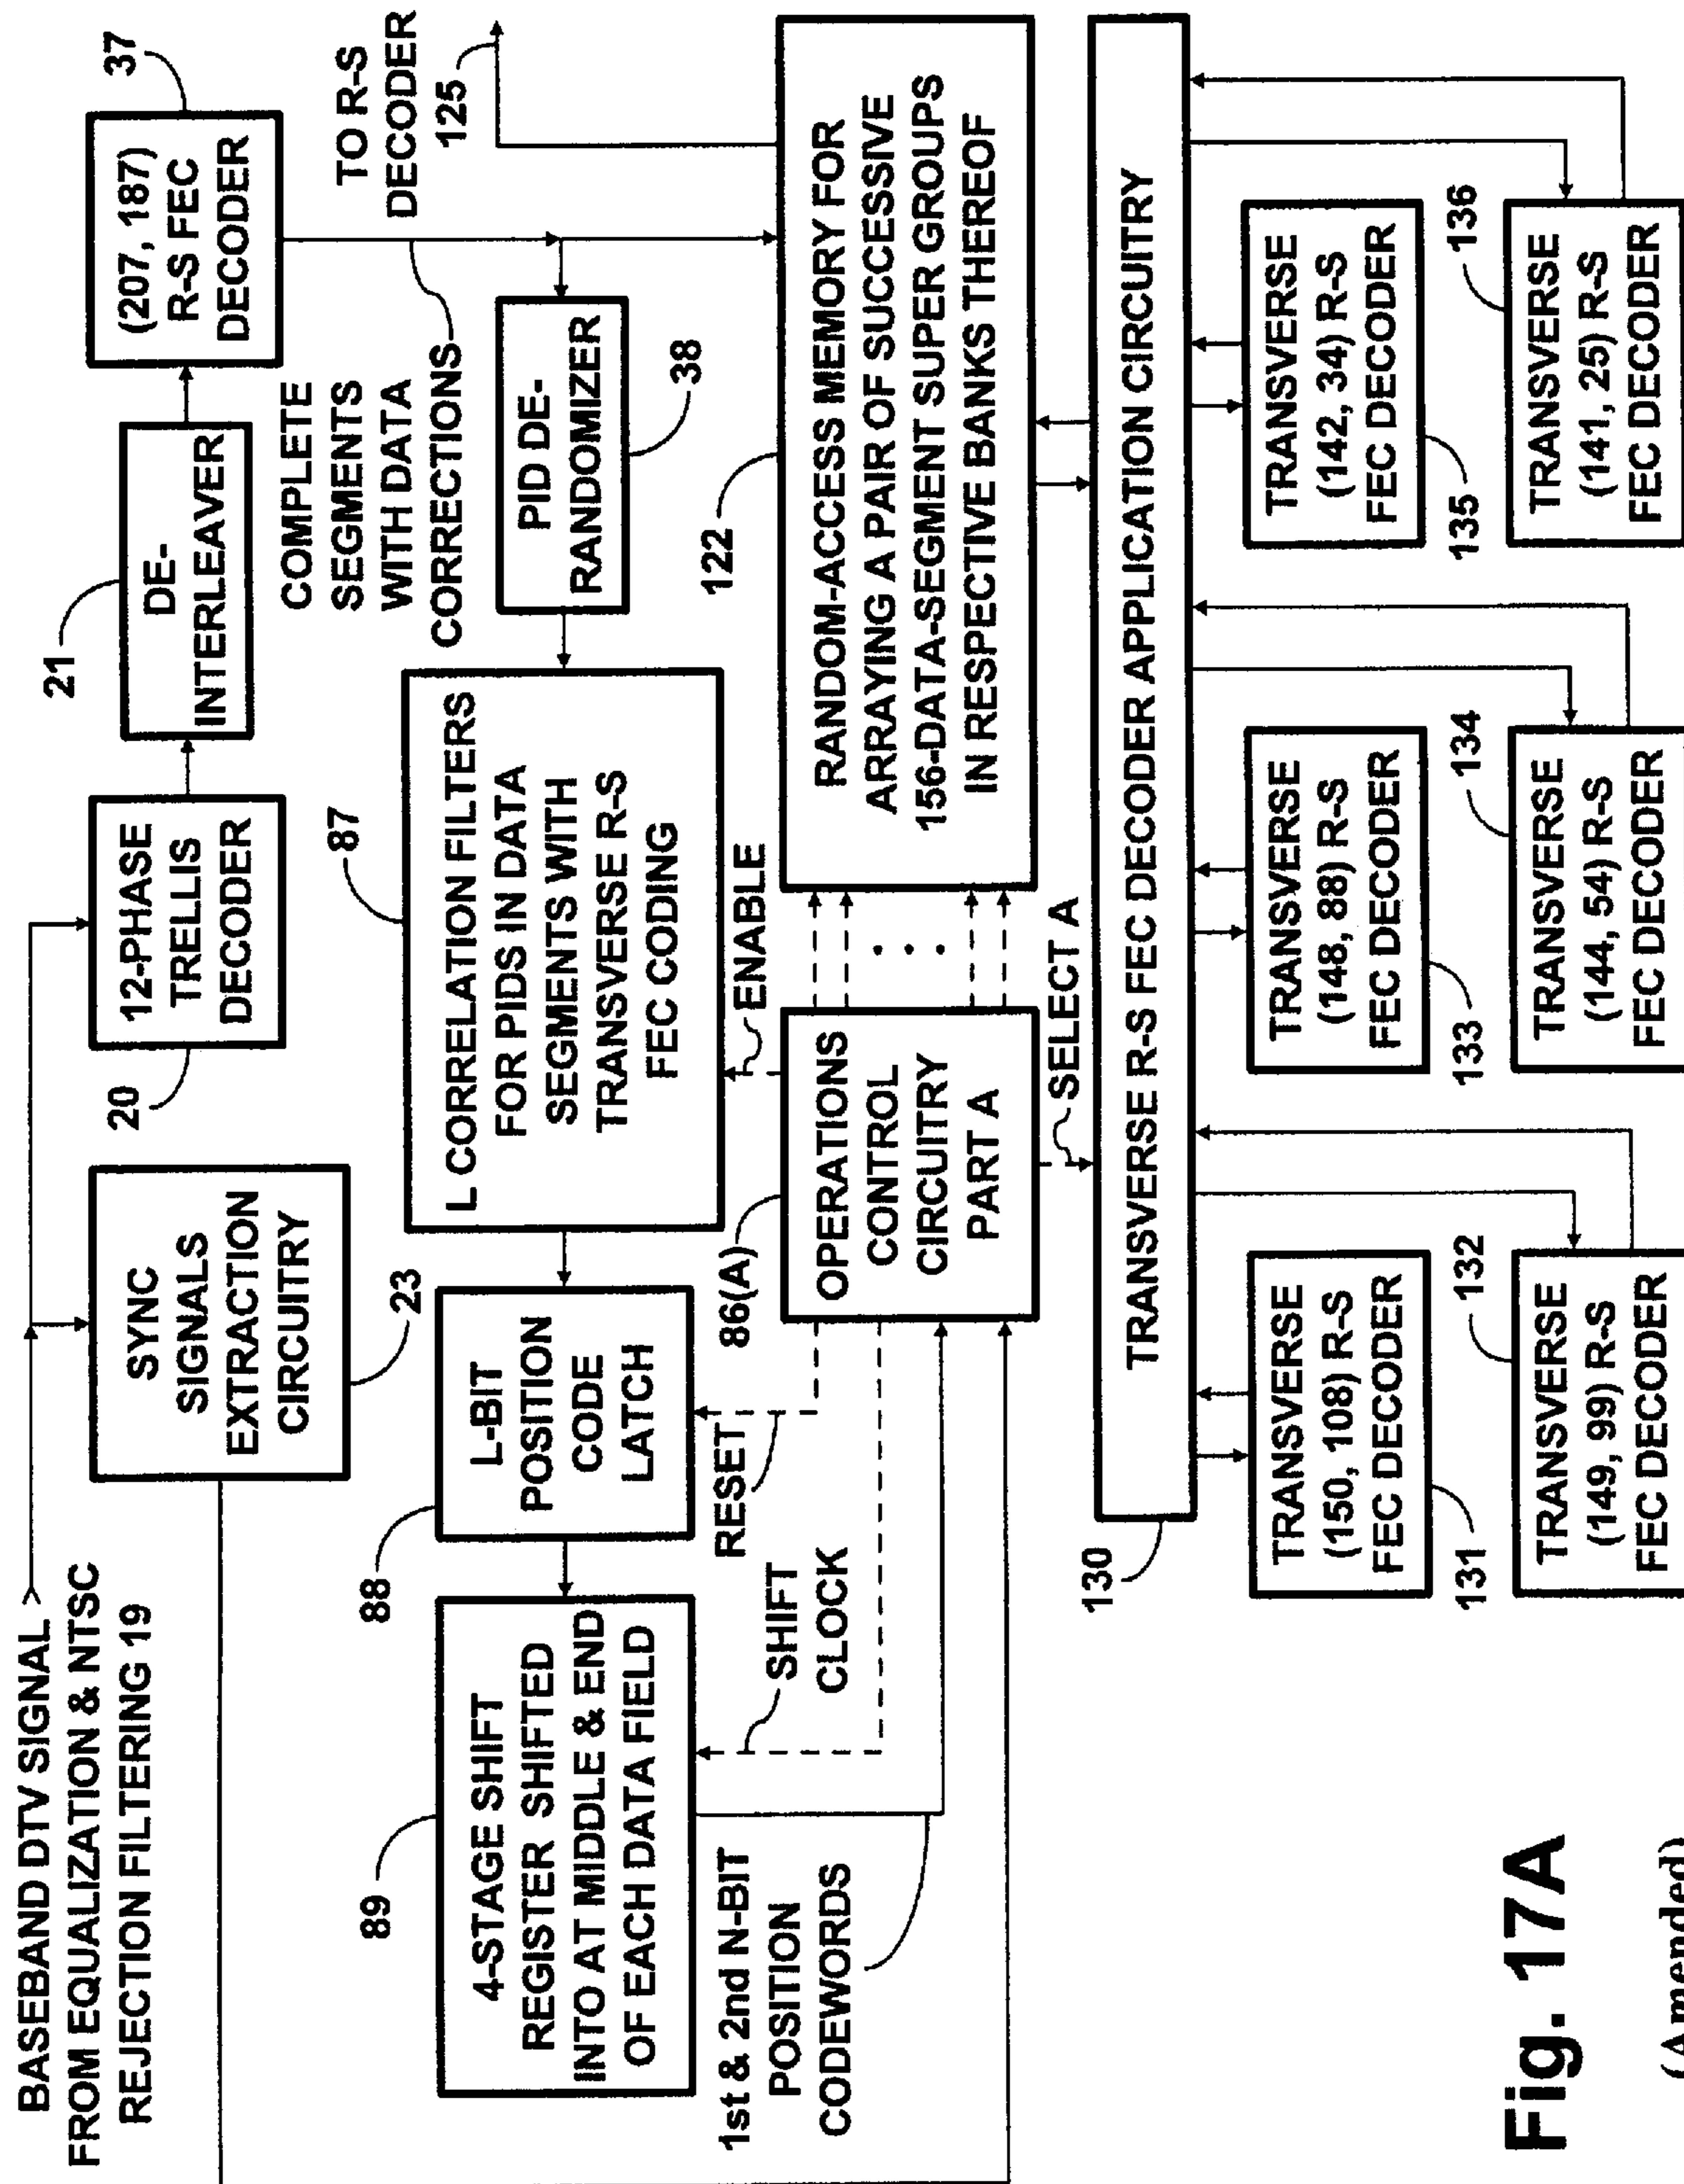 BASEBAND DTV SIGNAL >
FROM EQUALIZATION & NTSC
REJECTION FILTERING 19
SYNC
SIGNALS
EXTRACTION
CIRCUITRY
23
12-PHASE
TRELLIS
DECODER
20
DE-
INTERLEAVER
21
(207, 187)
R-S FEC
DECODER
37
COMPLETE
SEGMENTS
WITH DATA
CORRECTIONS
TO R-S
DECODER
125
4-STAGE SHIFT
REGISTER SHIFTED
INTO AT MIDDLE & END
OF EACH DATA FIELD
89
L-BIT
POSITION
CODE
LATCH
88
L CORRELATION FILTERS
FOR PIDS IN DATA
SEGMENTS WITH
TRANSVERSE R-S
FEC CODING
87
PID DE-
RANDOMIZER
38
1st & 2nd N-BIT
POSITION
CODEWORDS
SHIFT
CLOCK
RESET
86(A)
OPERATIONS
CONTROL
CIRCUITRY
PART A
ENABLE
SELECT A
122
RANDOM-ACCESS MEMORY FOR
ARRAYING A PAIR OF SUCCESSIVE
156-DATA-SEGMENT SUPER GROUPS
IN RESPECTIVE BANKS THEREOF
130
TRANSVERSE R-S FEC DECODER APPLICATION CIRCUITRY
TRANSVERSE
(150, 108) R-S
FEC DECODER
131
TRANSVERSE
(148, 88) R-S
FEC DECODER
133
TRANSVERSE
(142, 34) R-S
FEC DECODER
135
132
TRANSVERSE
(149, 99) R-S
FEC DECODER
134
TRANSVERSE
(144, 54) R-S
FEC DECODER
136
TRANSVERSE
(141, 25) R-S
FEC DECODER
Fig. 17A
(Amended)